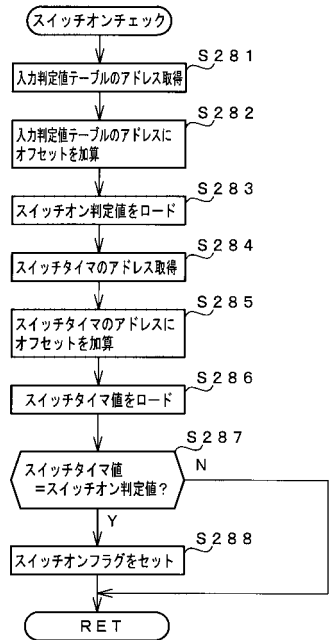 スイッチオンチェック
S281
入力判定値テーブルのアドレス取得
S282
入力判定値テーブルのアドレスに
オフセットを加算
S283
スイッチオン判定値をロード
S284
スイッチタイマのアドレス取得
S285
スイッチタイマのアドレスに
オフセットを加算
S286
スイッチタイマ値をロード
S287
スイッチタイマ値
=スイッチオン判定値?
N
Y
S288
スイッチオンフラグをセット
RET